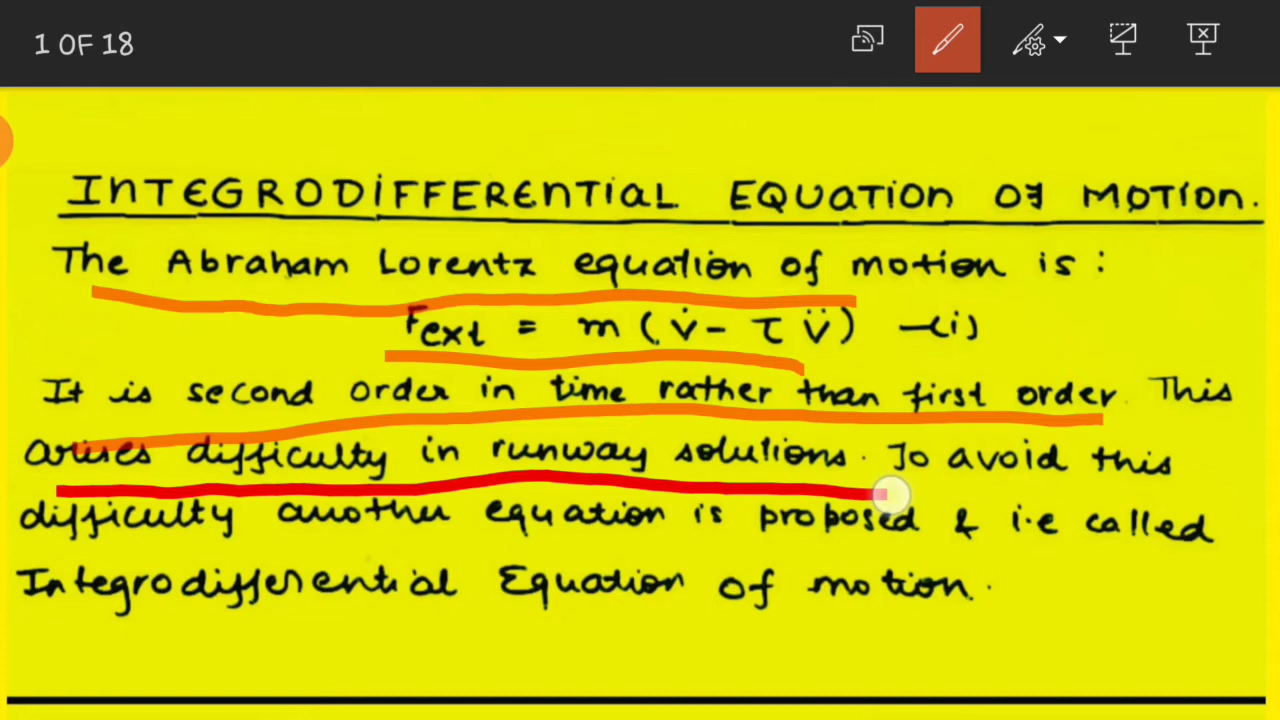 1 OF 18
INTEGRODIFFERENTIAL EQUATION OF MOTION.
The Abraham Lorentz equation of motion is :
Fext = m (v̇ - τ v̈) —(i)
It is second order in time rather than first order. This
arises difficulty in runway solutions. To avoid this
difficulty another equation is proposed & i.e called
Integrodifferential Equation of motion.